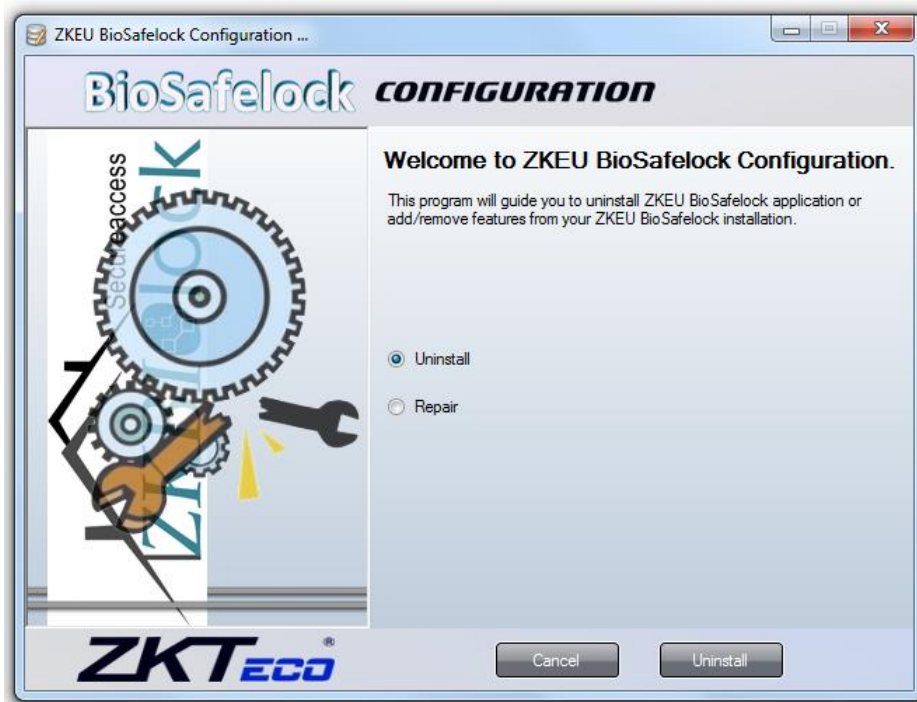 ZKEU BioSafelock Configuration ...
BioSafelock CONFIGURATION
Welcome to ZKEU BioSafelock Configuration.
This program will guide you to uninstall ZKEU BioSafelock application or
add/remove features from your ZKEU BioSafelock installation.
Secureaccess
Uninstall
Repair
ZKTECO®
Cancel
Uninstall